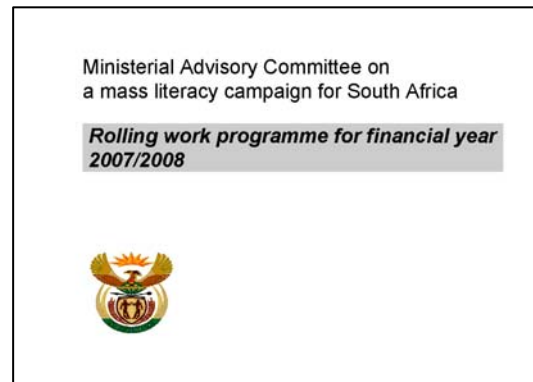 Ministerial Advisory Committee on
a mass literacy campaign for South Africa
Rolling work programme for financial year
2007/2008